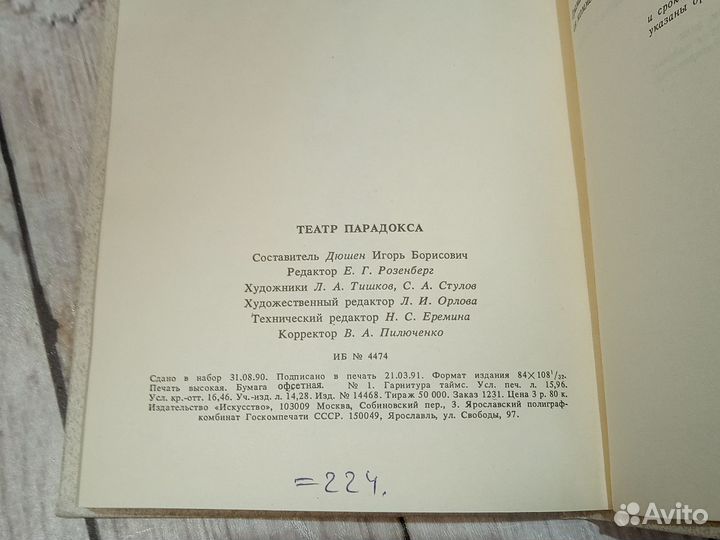 и срок
указаны ор
ТЕАТР ПАРАДОКСА
Составитель Дюшен Игорь Борисович
Редактор Е. Г. Розенберг
Художники Л. А. Тишков, С. А. Стулов
Художественный редактор Л. И. Орлова
Технический редактор Н. С. Еремина
Корректор В. А. Пилюченко
ИБ № 4474
Сдано в набор 31.08.90. Подписано в печать 21.03.91. Формат издания 84×108¹/₃₂.
Печать высокая. Бумага офсетная. № 1. Гарнитура таймс. Усл. печ. л. 15,96.
Усл. кр.-отт. 16,46. Уч.-изд. л. 14,28. Изд. № 14468. Тираж 50 000. Заказ 1231. Цена 3 р. 80 к.
Издательство «Искусство», 103009 Москва, Собиновский пер., 3. Ярославский полиграф-
комбинат Госкомпечати СССР. 150049, Ярославль, ул. Свободы, 97.
=224.
Avito